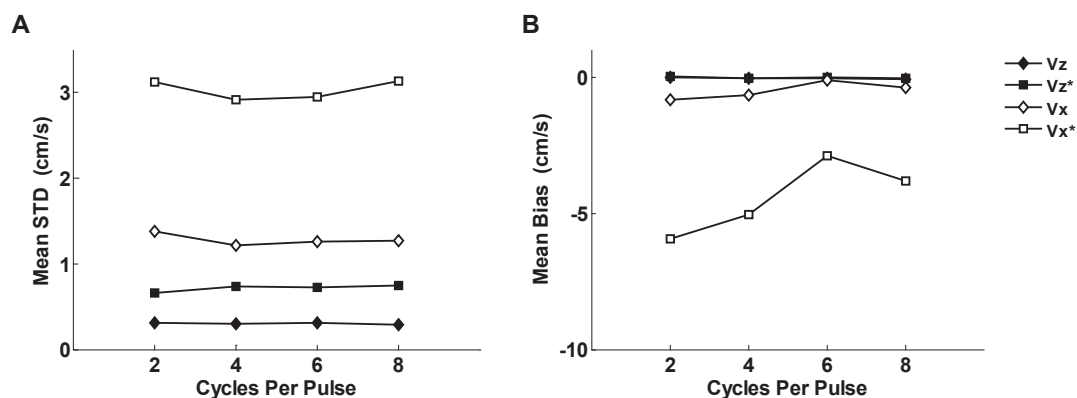 A
Mean STD (cm/s)
3
2
1
0
2 4 6 8
Cycles Per Pulse
B
Mean Bias (cm/s)
0
-5
-10
2 4 6 8
Cycles Per Pulse
Vz
Vz*
Vx
Vx*